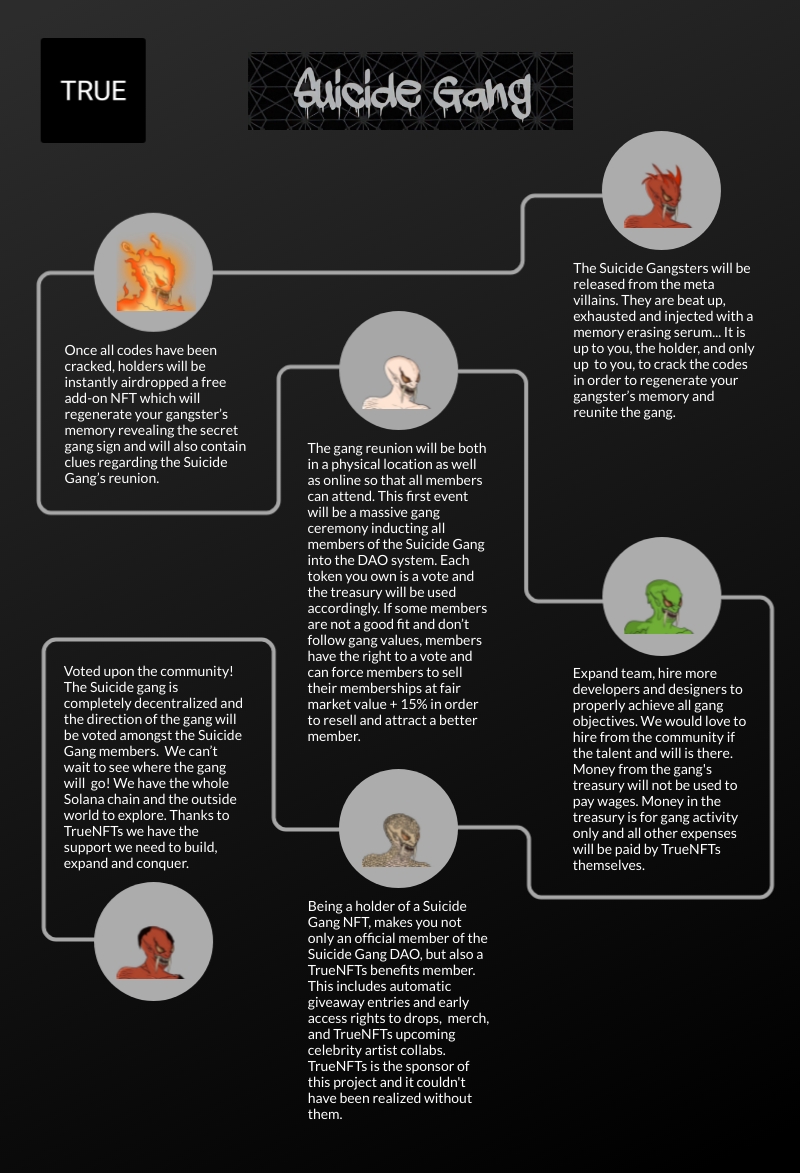 TRUE
Suicide Gang
The Suicide Gangsters will be
released from the meta
villains. They are beat up,
exhausted and injected with a
memory erasing serum... It is
up to you, the holder, and only
up to you, to crack the codes
in order to regenerate your
gangster's memory and
reunite the gang.
Once all codes have been
cracked, holders will be
instantly airdropped a free
add-on NFT which will
regenerate your gangster's
memory revealing the secret
gang sign and will also contain
clues regarding the Suicide
Gang's reunion.
The gang reunion will be both
in a physical location as well
as online so that all members
can attend. This first event
will be a massive gang
ceremony inducting all
members of the Suicide Gang
into the DAO system. Each
token you own is a vote and
the treasury will be used
accordingly. If some members
are not a good fit and don't
follow gang values, members
have the right to a vote and
can force members to sell
their memberships at fair
market value + 15% in order
to resell and attract a better
member.
Expand team, hire more
developers and designers to
properly achieve all gang
objectives. We would love to
hire from the community if
the talent and will is there.
Money from the gang's
treasury will not be used to
pay wages. Money in the
treasury is for gang activity
only and all other expenses
will be paid by TrueNFTs
themselves.
Being a holder of a Suicide
Gang NFT, makes you not
only an official member of the
Suicide Gang DAO, but also a
TrueNFTs benefits member.
This includes automatic
giveaway entries and early
access rights to drops, merch,
and TrueNFTs upcoming
celebrity artist collabs.
TrueNFTs is the sponsor of
this project and it couldn't
have been realized without
them.
Voted upon the community!
The Suicide gang is
completely decentralized and
the direction of the gang will
be voted amongst the Suicide
Gang members. We can't
wait to see where the gang
will go! We have the whole
Solana chain and the outside
world to explore. Thanks to
TrueNFTs we have the
support we need to build,
expand and conquer.